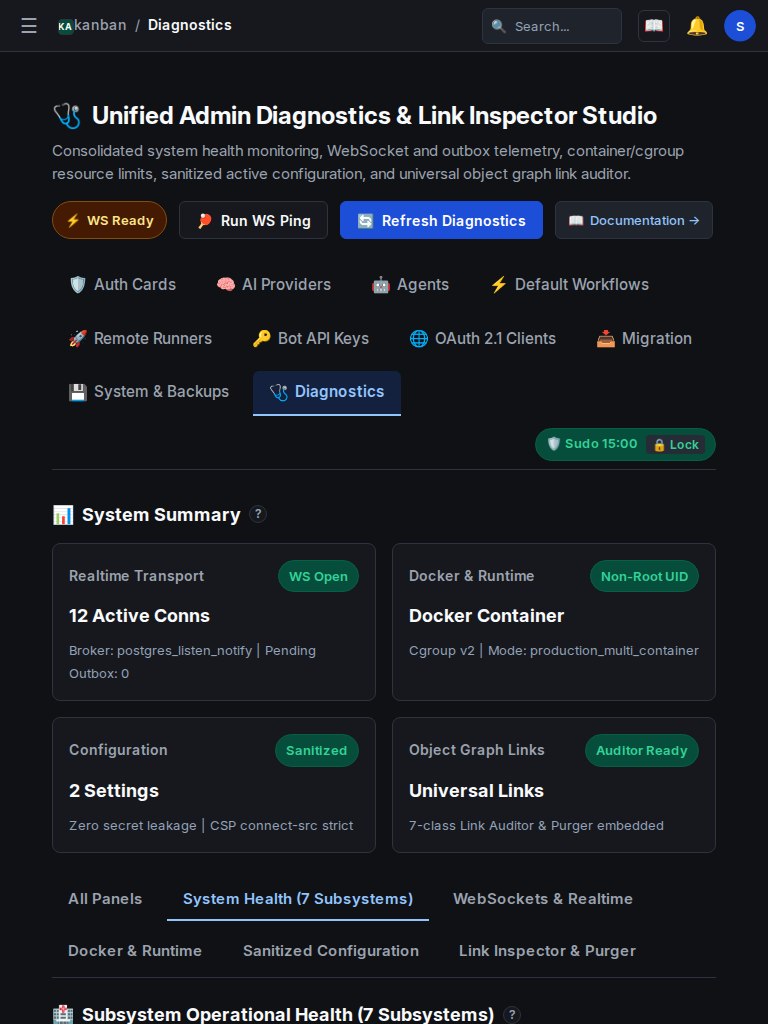 KA kanban / Diagnostics
Search...
S
Unified Admin Diagnostics & Link Inspector Studio
Consolidated system health monitoring, WebSocket and outbox telemetry, container/cgroup
resource limits, sanitized active configuration, and universal object graph link auditor.
WS Ready
Run WS Ping
Refresh Diagnostics
Documentation →
Auth Cards
AI Providers
Agents
Default Workflows
Remote Runners
Bot API Keys
OAuth 2.1 Clients
Migration
System & Backups
Diagnostics
Sudo 15:00
Lock
System Summary ?
Realtime Transport
WS Open
12 Active Conns
Broker: postgres_listen_notify | Pending
Outbox: 0
Docker & Runtime
Non-Root UID
Docker Container
Cgroup v2 | Mode: production_multi_container
Configuration
Sanitized
2 Settings
Zero secret leakage | CSP connect-src strict
Object Graph Links
Auditor Ready
Universal Links
7-class Link Auditor & Purger embedded
All Panels
System Health (7 Subsystems)
WebSockets & Realtime
Docker & Runtime
Sanitized Configuration
Link Inspector & Purger
Subsystem Operational Health (7 Subsystems) ?